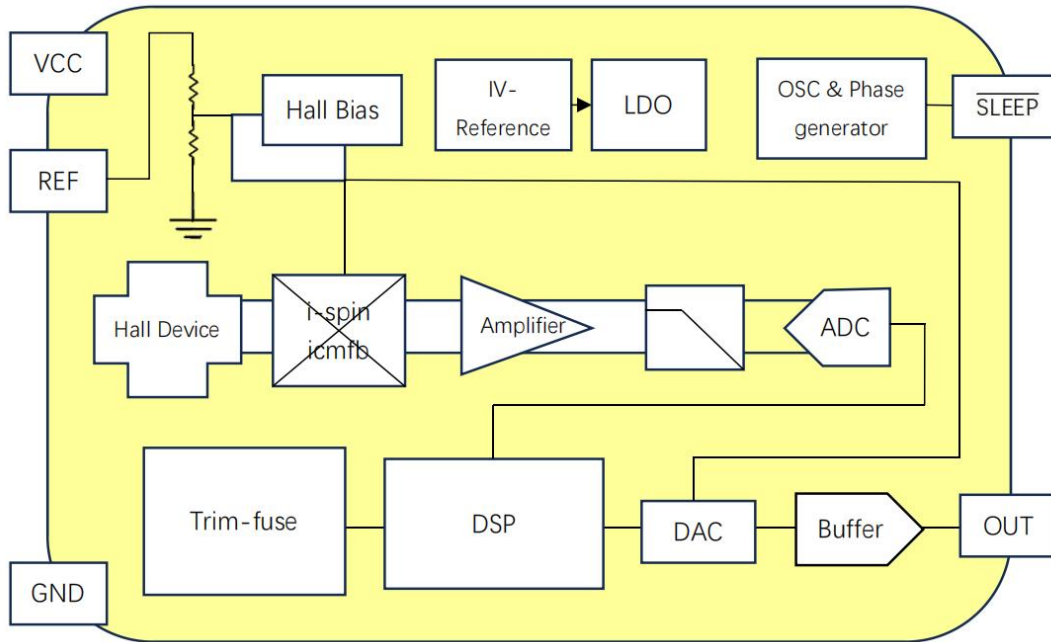 VCC
Hall Bias
IV-
Reference
LDO
OSC & Phase
generator
SLEEP
REF
Hall Device
i-spin
icmfb
Amplifier
ADC
Trim-fuse
DSP
DAC
Buffer
OUT
GND